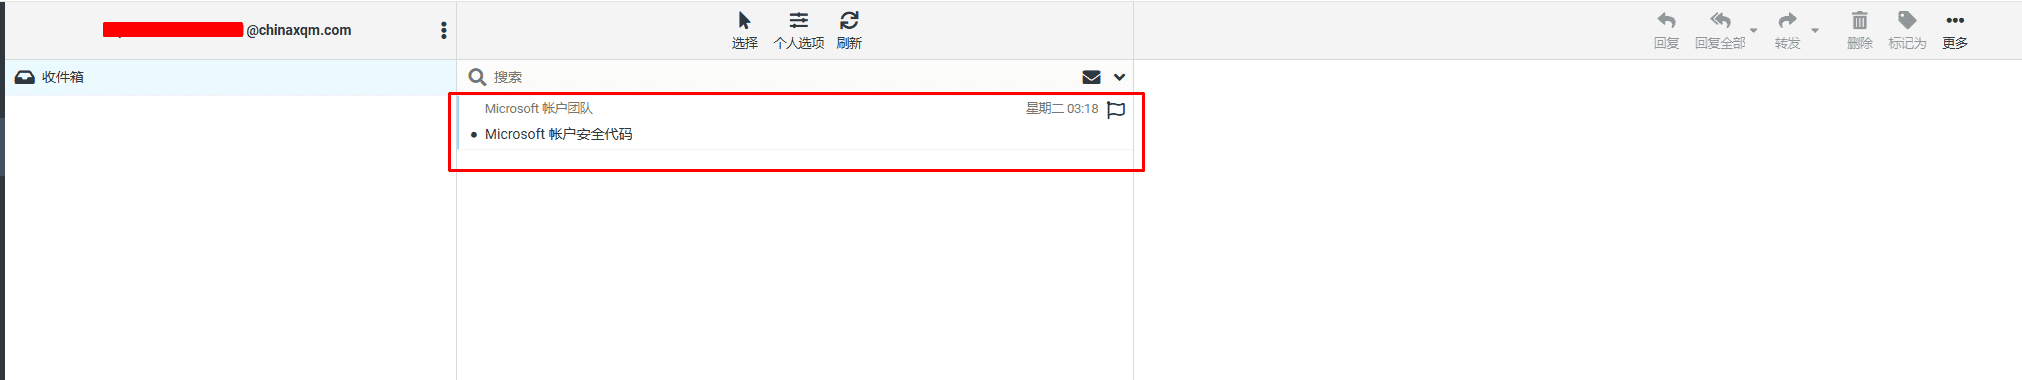 @chinaxqm.com
选择 个人选项 刷新
回复 回复全部 转发 删除 标记为 更多
收件箱
搜索
Microsoft 帐户团队 星期二 03:18
Microsoft 帐户安全代码